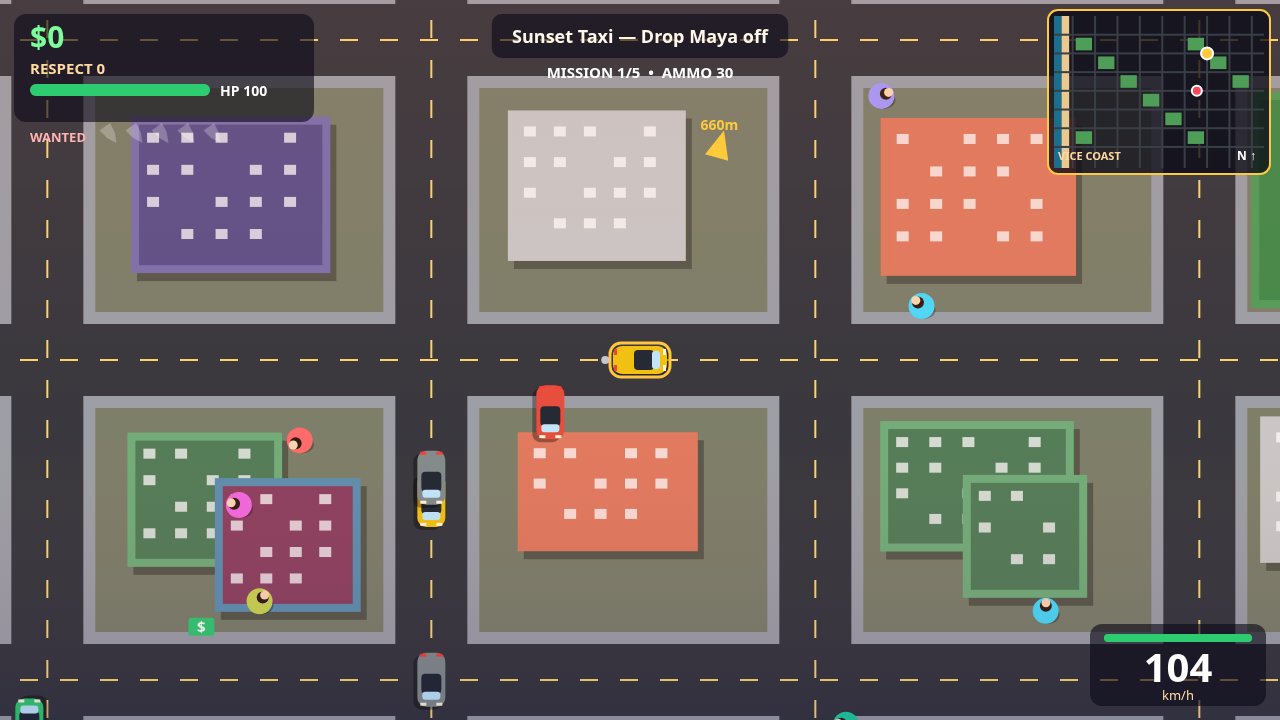 $0
RESPECT 0
HP 100
WANTED
Sunset Taxi — Drop Maya off
MISSION 1/5 • AMMO 30
660m
VICE COAST
N ↑
$
104
km/h